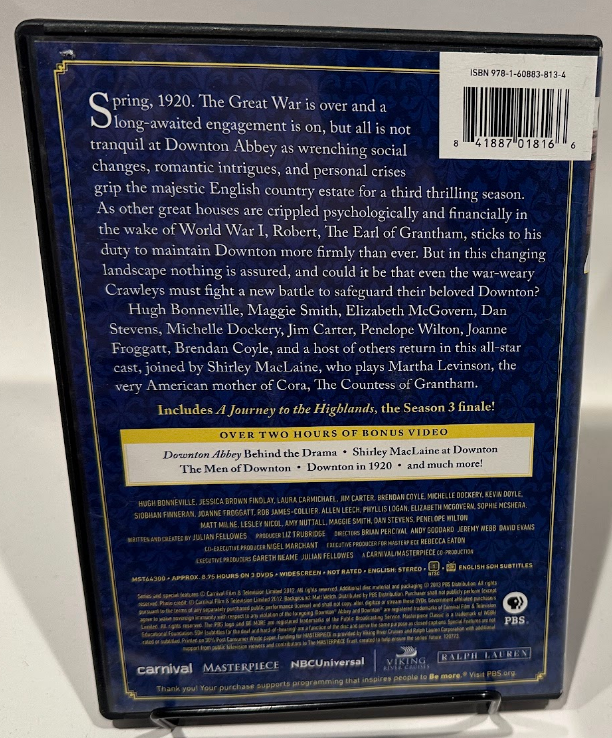 ISBN 978-1-60883-813-4
8 41887 01816 6
Spring, 1920. The Great War is over and a
long-awaited engagement is on, but all is not
tranquil at Downton Abbey as wrenching social
changes, romantic intrigues, and personal crises
grip the majestic English country estate for a third thrilling season.
As other great houses are crippled psychologically and financially in
the wake of World War I, Robert, The Earl of Grantham, sticks to his
duty to maintain Downton more firmly than ever. But in this changing
landscape nothing is assured, and could it be that even the war-weary
Crawleys must fight a new battle to safeguard their beloved Downton?
Hugh Bonneville, Maggie Smith, Elizabeth McGovern, Dan
Stevens, Michelle Dockery, Jim Carter, Penelope Wilton, Joanne
Froggatt, Brendan Coyle, and a host of others return in this all-star
cast, joined by Shirley MacLaine, who plays Martha Levinson, the
very American mother of Cora, The Countess of Grantham.
Includes A Journey to the Highlands, the Season 3 finale!
OVER TWO HOURS OF BONUS VIDEO
Downton Abbey Behind the Drama • Shirley MacLaine at Downton
The Men of Downton • Downton in 1920 • and much more!
HUGH BONNEVILLE, JESSICA BROWN FINDLAY, LAURA CARMICHAEL, JIM CARTER, BRENDAN COYLE, MICHELLE DOCKERY, KEVIN DOYLE,
SIOBHAN FINNERAN, JOANNE FROGGATT, ROB JAMES-COLLIER, ALLEN LEECH, PHYLLIS LOGAN, ELIZABETH MCGOVERN, SOPHIE MCSHERA,
MATT MILNE, LESLEY NICOL, AMY NUTTALL, MAGGIE SMITH, DAN STEVENS, PENELOPE WILTON
WRITTEN AND CREATED BY JULIAN FELLOWES PRODUCER LIZ TRUBRIDGE DIRECTORS BRIAN PERCIVAL ANDY GODDARD JEREMY WEBB DAVID EVANS
CO-EXECUTIVE PRODUCER NIGEL MARCHANT EXECUTIVE PRODUCER FOR MASTERPIECE REBECCA EATON
EXECUTIVE PRODUCERS GARETH NEAME JULIAN FELLOWES A CARNIVAL/MASTERPIECE CO-PRODUCTION
MST64300 • APPROX. 8.75 HOURS ON 3 DVDS • WIDESCREEN • NOT RATED • ENGLISH: STEREO • ENGLISH SDH SUBTITLES
PBS.
carnival MASTERPIECE NBCUniversal VIKING RIVER CRUISES RALPH LAUREN
Thank you! Your purchase supports programming that inspires people to Be more.® Visit PBS.org